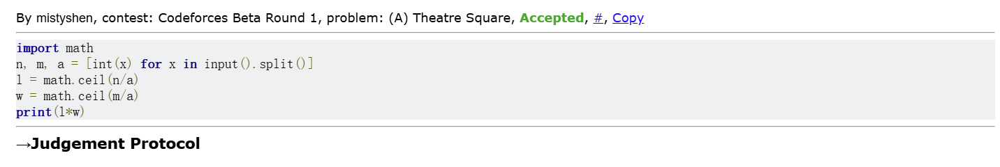 By mistyshen, contest: Codeforces Beta Round 1, problem: (A) Theatre Square, Accepted, #, Copy
import math
n, m, a = [int(x) for x in input().split()]
l = math.ceil(n/a)
w = math.ceil(m/a)
print(l*w)
→Judgement Protocol